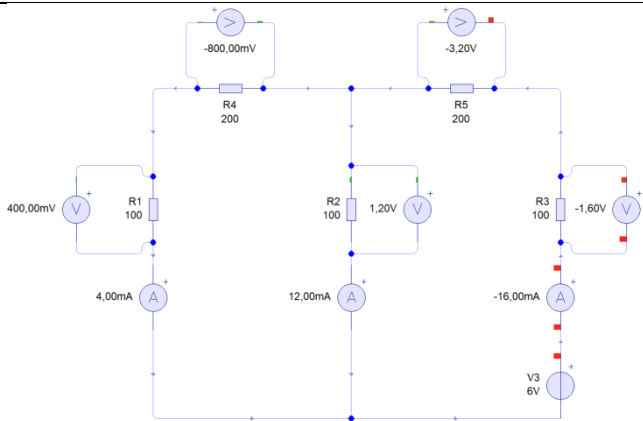 +
V
-800,00mV
+
V
-3,20V
R4
200
R5
200
+
V
400,00mV
R1
100
R2
100
+
V
1,20V
R3
100
+
V
-1,60V
+
A
4,00mA
+
A
12,00mA
+
A
-16,00mA
+
V3
6V